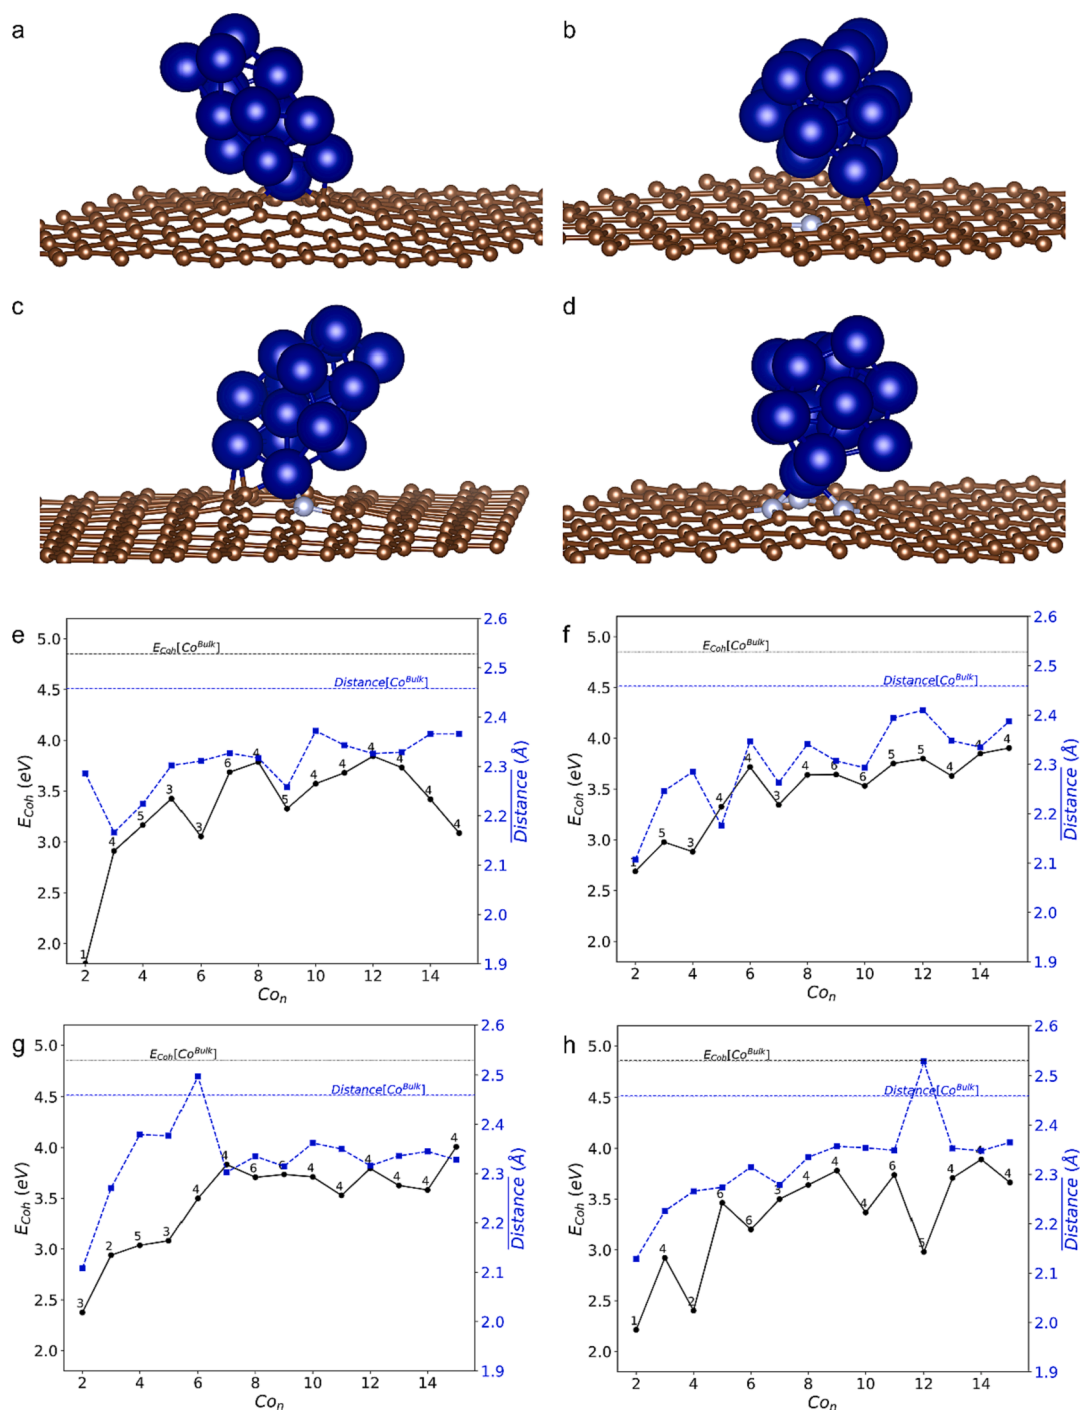 a
b
c
d
e
5.0
4.5
4.0
3.5
3.0
2.5
2.0
E_Coh (eV)
E_Coh[Co^Bulk]
Distance[Co^Bulk]
1 4 5 3 3 6 4 5 4 4 4 4 4 4
2.6
2.5
2.4
2.3
2.2
2.1
2.0
1.9
Distance (Å)
2 4 6 8 10 12 14
Co_n
f
5.0
4.5
4.0
3.5
3.0
2.5
2.0
E_Coh (eV)
E_Coh[Co^Bulk]
Distance[Co^Bulk]
1 5 3 4 4 3 4 6 4 5 5 4 4 4
2.6
2.5
2.4
2.3
2.2
2.1
2.0
1.9
Distance (Å)
2 4 6 8 10 12 14
Co_n
g
5.0
4.5
4.0
3.5
3.0
2.5
2.0
E_Coh (eV)
E_Coh[Co^Bulk]
Distance[Co^Bulk]
3 2 5 3 4 4 6 6 4 4 4 4 4 4
2.6
2.5
2.4
2.3
2.2
2.1
2.0
1.9
Distance (Å)
2 4 6 8 10 12 14
Co_n
h
5.0
4.5
4.0
3.5
3.0
2.5
2.0
E_Coh (eV)
E_Coh[Co^Bulk]
Distance[Co^Bulk]
1 4 2 6 6 3 4 4 4 4 5 4 4 4
2.6
2.5
2.4
2.3
2.2
2.1
2.0
1.9
Distance (Å)
2 4 6 8 10 12 14
Co_n